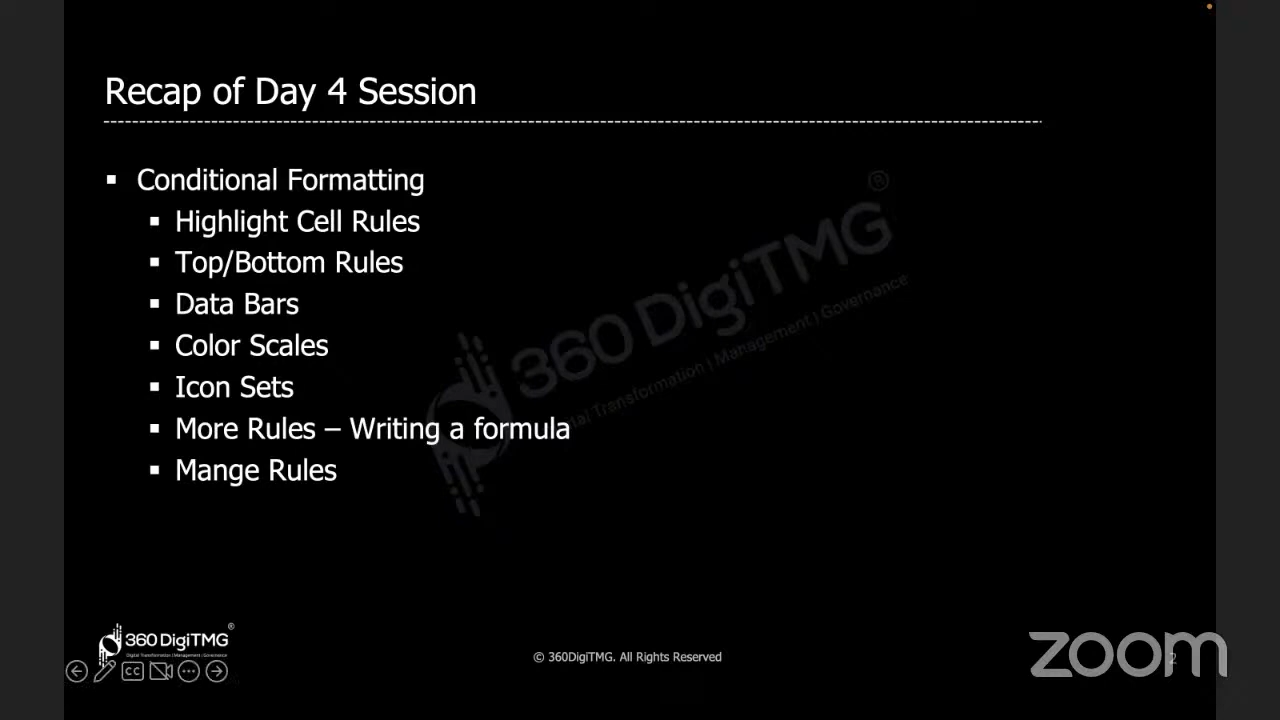 Recap of Day 4 Session
▪ Conditional Formatting
▪ Highlight Cell Rules
▪ Top/Bottom Rules
▪ Data Bars
▪ Color Scales
▪ Icon Sets
▪ More Rules – Writing a formula
▪ Mange Rules
360 DigiTMG ®
Transformation | Management | Governance
360 DigiTMG ®
Digital Transformation | Management | Governance
CC
© 360DigiTMG. All Rights Reserved
2
zoom